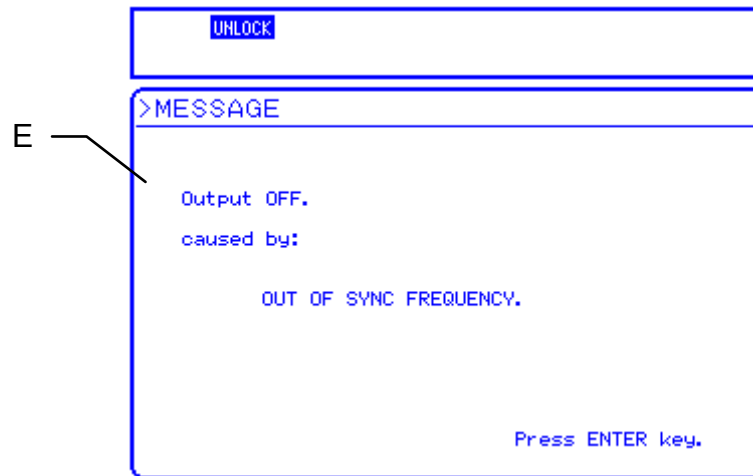 UNLOCK
>MESSAGE
E
Output OFF.
caused by:
OUT OF SYNC FREQUENCY.
Press ENTER key.